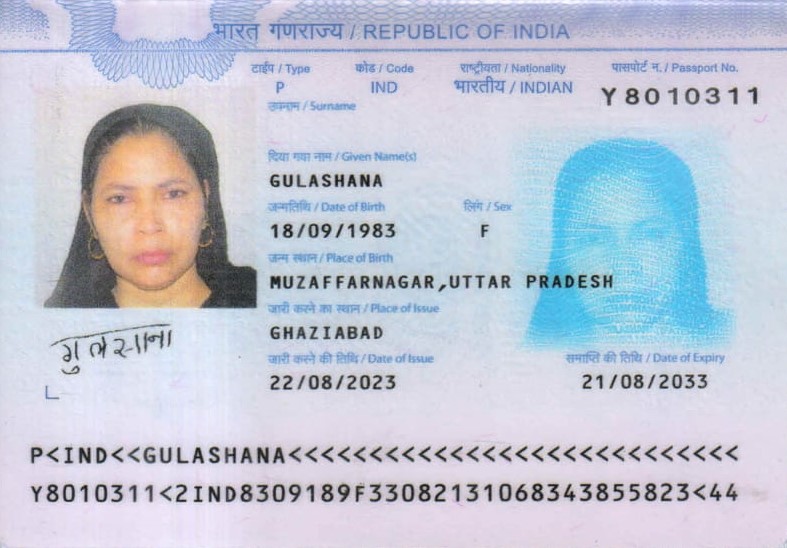 भारत गणराज्य / REPUBLIC OF INDIA
टाईप / Type कोड / Code राष्ट्रीयता / Nationality पासपोर्ट न. / Passport No.
P IND भारतीय / INDIAN Y8010311
उपनाम / Surname
दिया गया नाम / Given Name(s)
GULASHANA
जन्मतिथि / Date of Birth लिंग / Sex
18/09/1983 F
जन्म स्थान / Place of Birth
MUZAFFARNAGAR,UTTAR PRADESH
जारी करने का स्थान / Place of Issue
GHAZIABAD
गुलसाना
जारी करने की तिथि / Date of Issue समाप्ति की तिथि / Date of Expiry
22/08/2023 21/08/2033
P<IND<<GULASHANA<<<<<<<<<<<<<<<<<<<<<<<<<<<<
Y8010311<2IND8309189F33082131068343855823<44